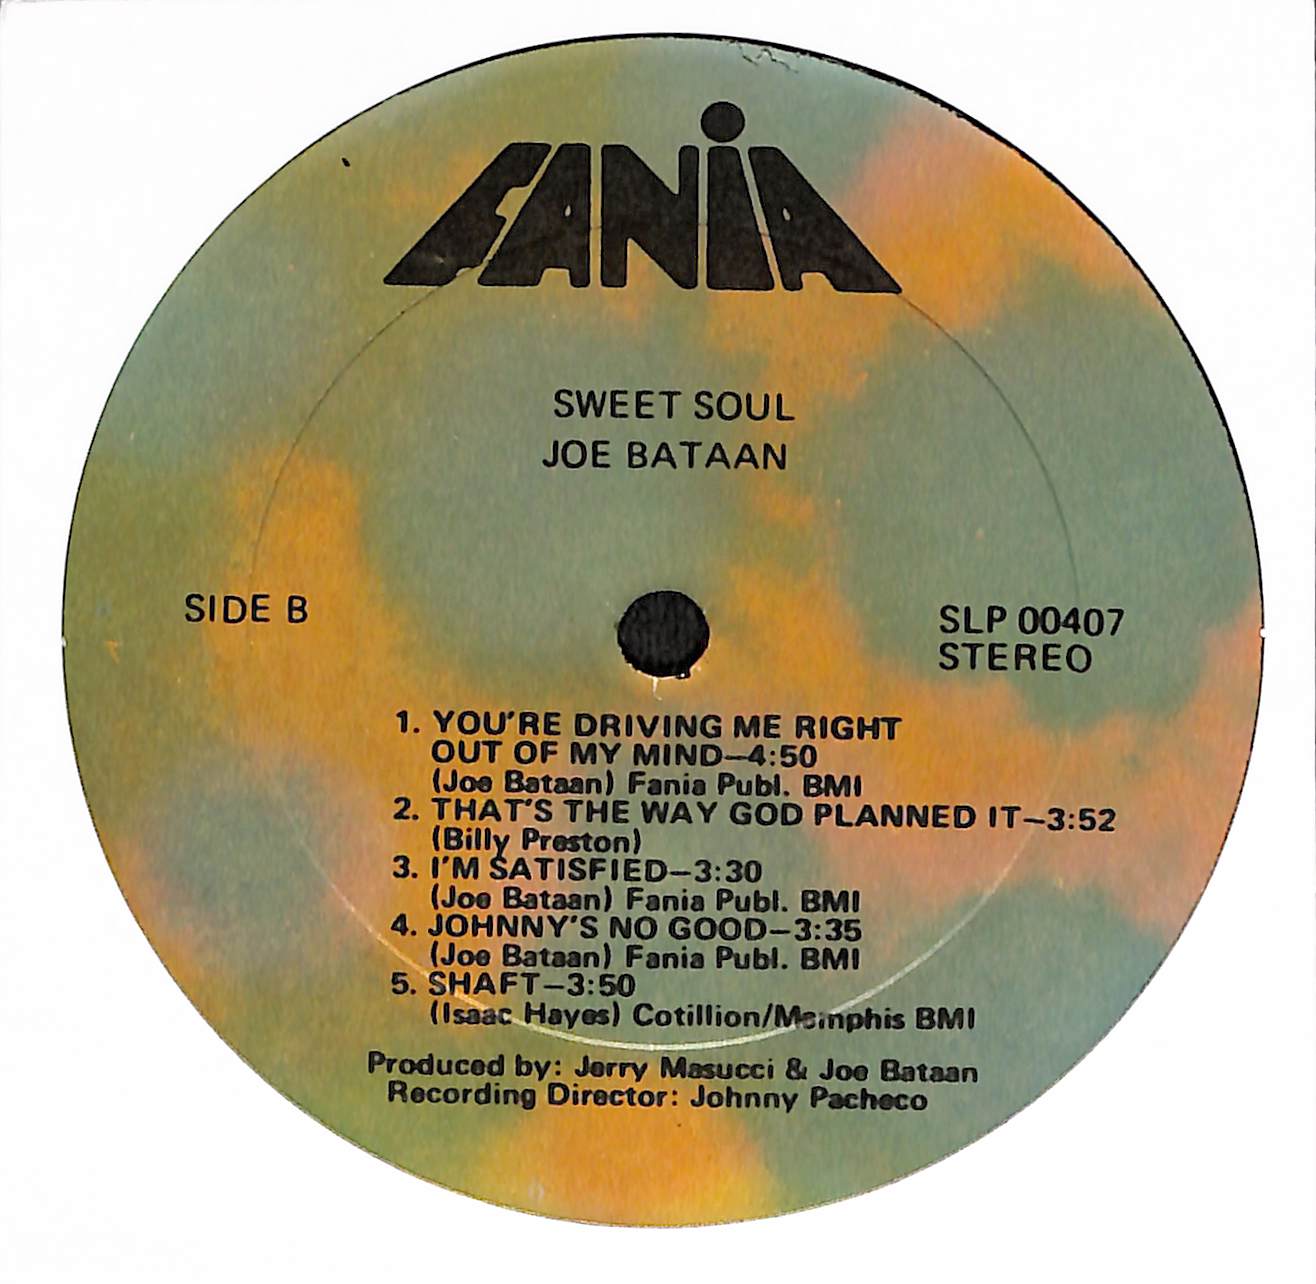 FANIA
SWEET SOUL
JOE BATAAN
SIDE B
SLP 00407
STEREO
1. YOU'RE DRIVING ME RIGHT
OUT OF MY MIND–4:50
(Joe Bataan) Fania Publ. BMI
2. THAT'S THE WAY GOD PLANNED IT–3:52
(Billy Preston)
3. I'M SATISFIED–3:30
(Joe Bataan) Fania Publ. BMI
4. JOHNNY'S NO GOOD–3:35
(Joe Bataan) Fania Publ. BMI
5. SHAFT–3:50
(Isaac Hayes) Cotillion/Memphis BMI
Produced by: Jerry Masucci & Joe Bataan
Recording Director: Johnny Pacheco